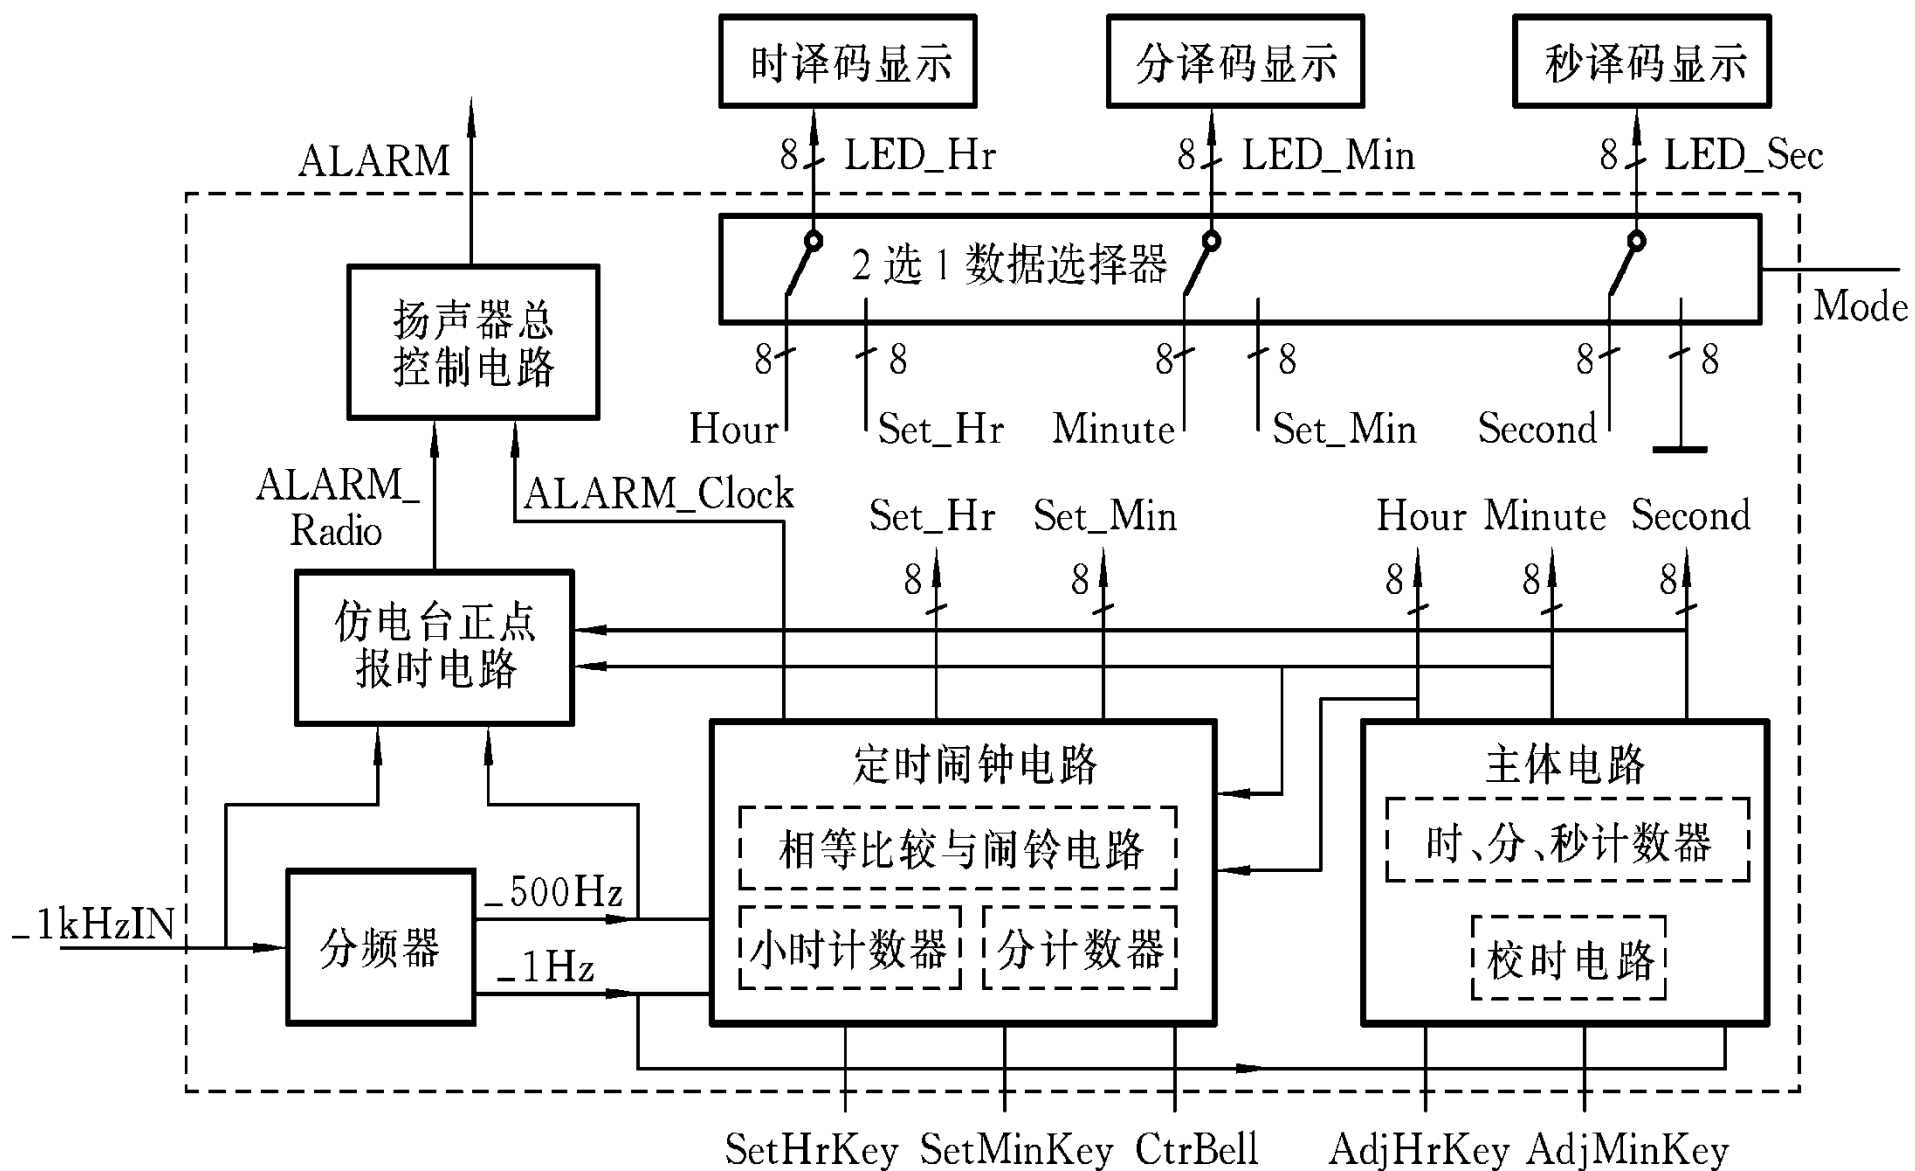 时译码显示
分译码显示
秒译码显示
ALARM
8
LED_Hr
8
LED_Min
8
LED_Sec
2选1数据选择器
Mode
扬声器总
控制电路
8
8
8
8
8
8
Hour
Set_Hr
Minute
Set_Min
Second
ALARM_
Radio
ALARM_Clock
Set_Hr
Set_Min
Hour
Minute
Second
8
8
8
8
8
仿电台正点
报时电路
定时闹钟电路
主体电路
相等比较与闹铃电路
时、分、秒计数器
_500Hz
_1kHzIN
分频器
小时计数器
分计数器
校时电路
_1Hz
SetHrKey
SetMinKey
CtrBell
AdjHrKey
AdjMinKey